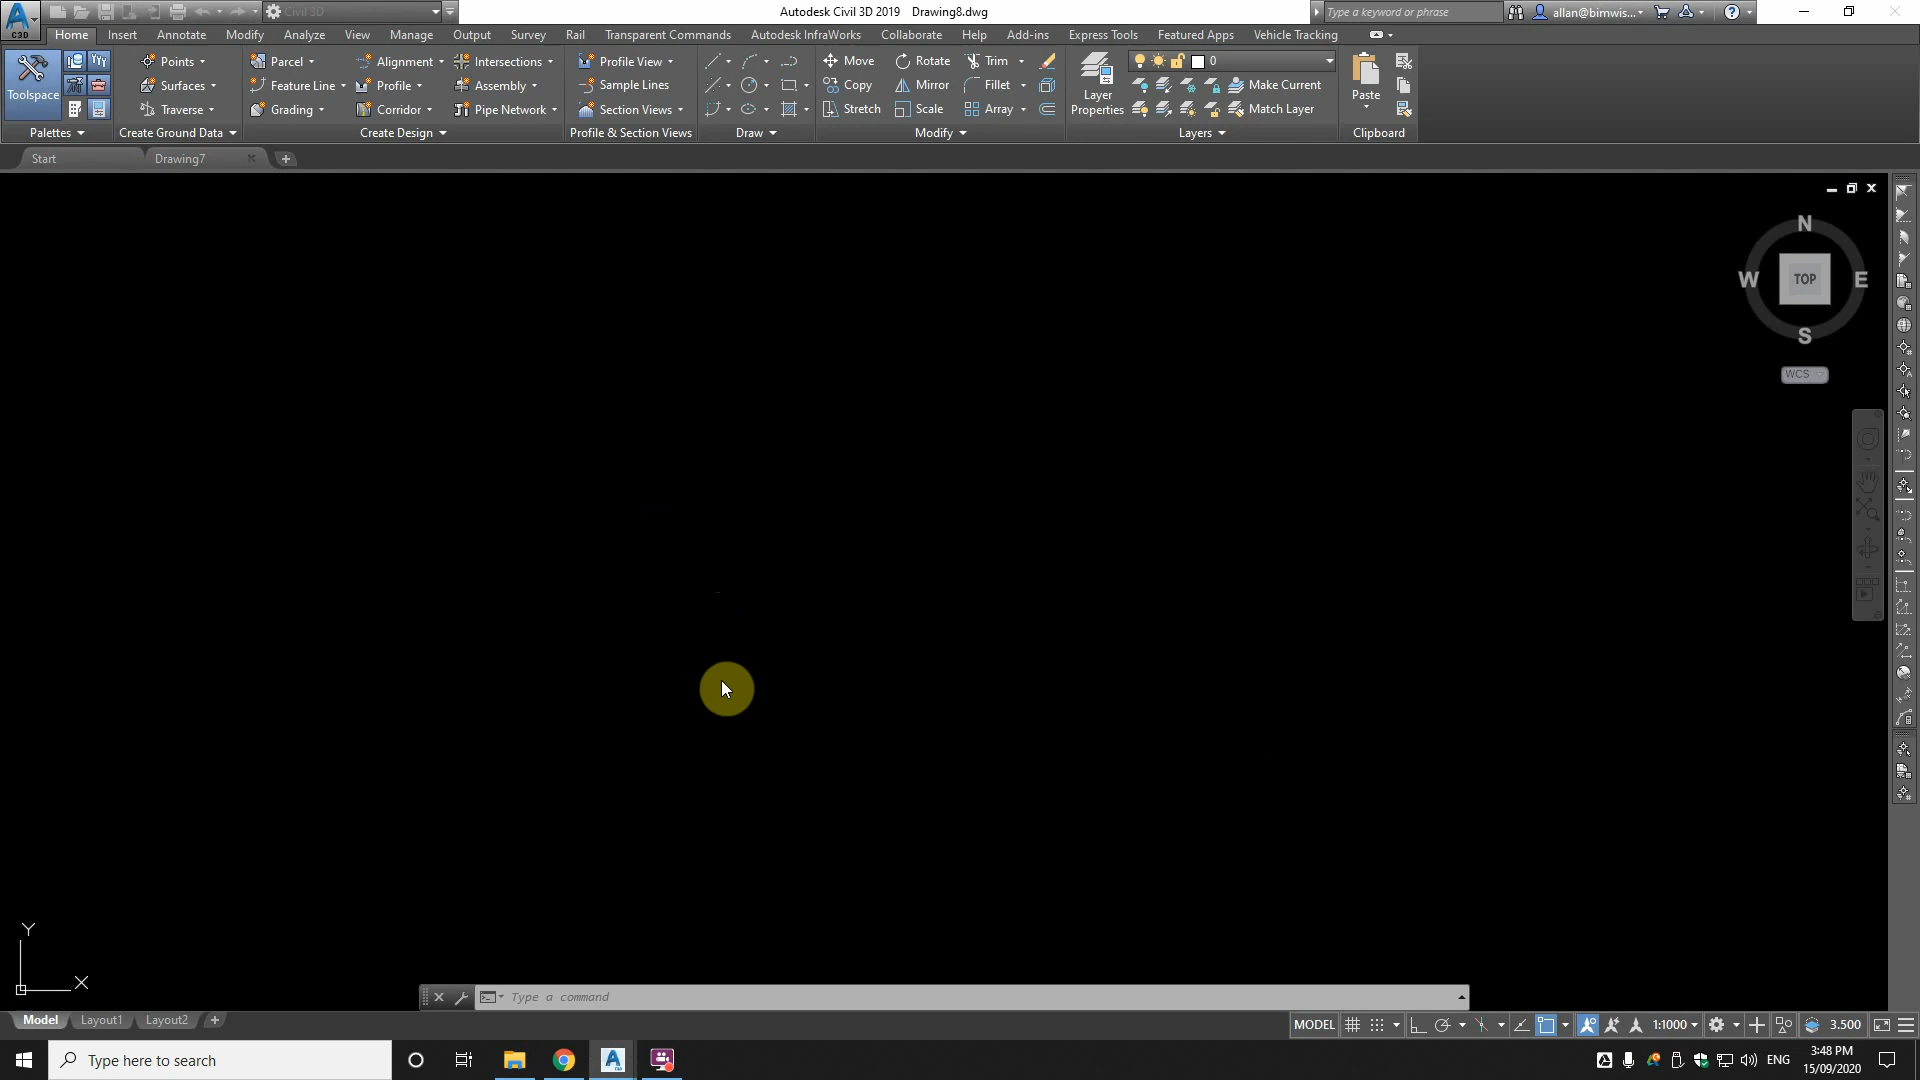 Civil 3D Autodesk Civil 3D 2019 Drawing8.dwg Type a keyword or phrase allan@bimwis...
C3D Home Insert Annotate Modify Analyze View Manage Output Survey Rail Transparent Commands Autodesk InfraWorks Collaborate Help Add-ins Express Tools Featured Apps Vehicle Tracking
Points Parcel Alignment Intersections Profile View Move Rotate Trim 0
Surfaces Feature Line Profile Assembly Sample Lines Copy Mirror Fillet Make Current
Toolspace Layer Properties Paste
Traverse Grading Corridor Pipe Network Section Views Stretch Scale Array Match Layer
Palettes Create Ground Data Create Design Profile & Section Views Draw Modify Layers Clipboard
Start Drawing7
N
W TOP E
S
WCS
Y
X
Type a command
Model Layout1 Layout2
MODEL 1:1000 3.500
Type here to search ENG 3:48 PM
15/09/2020